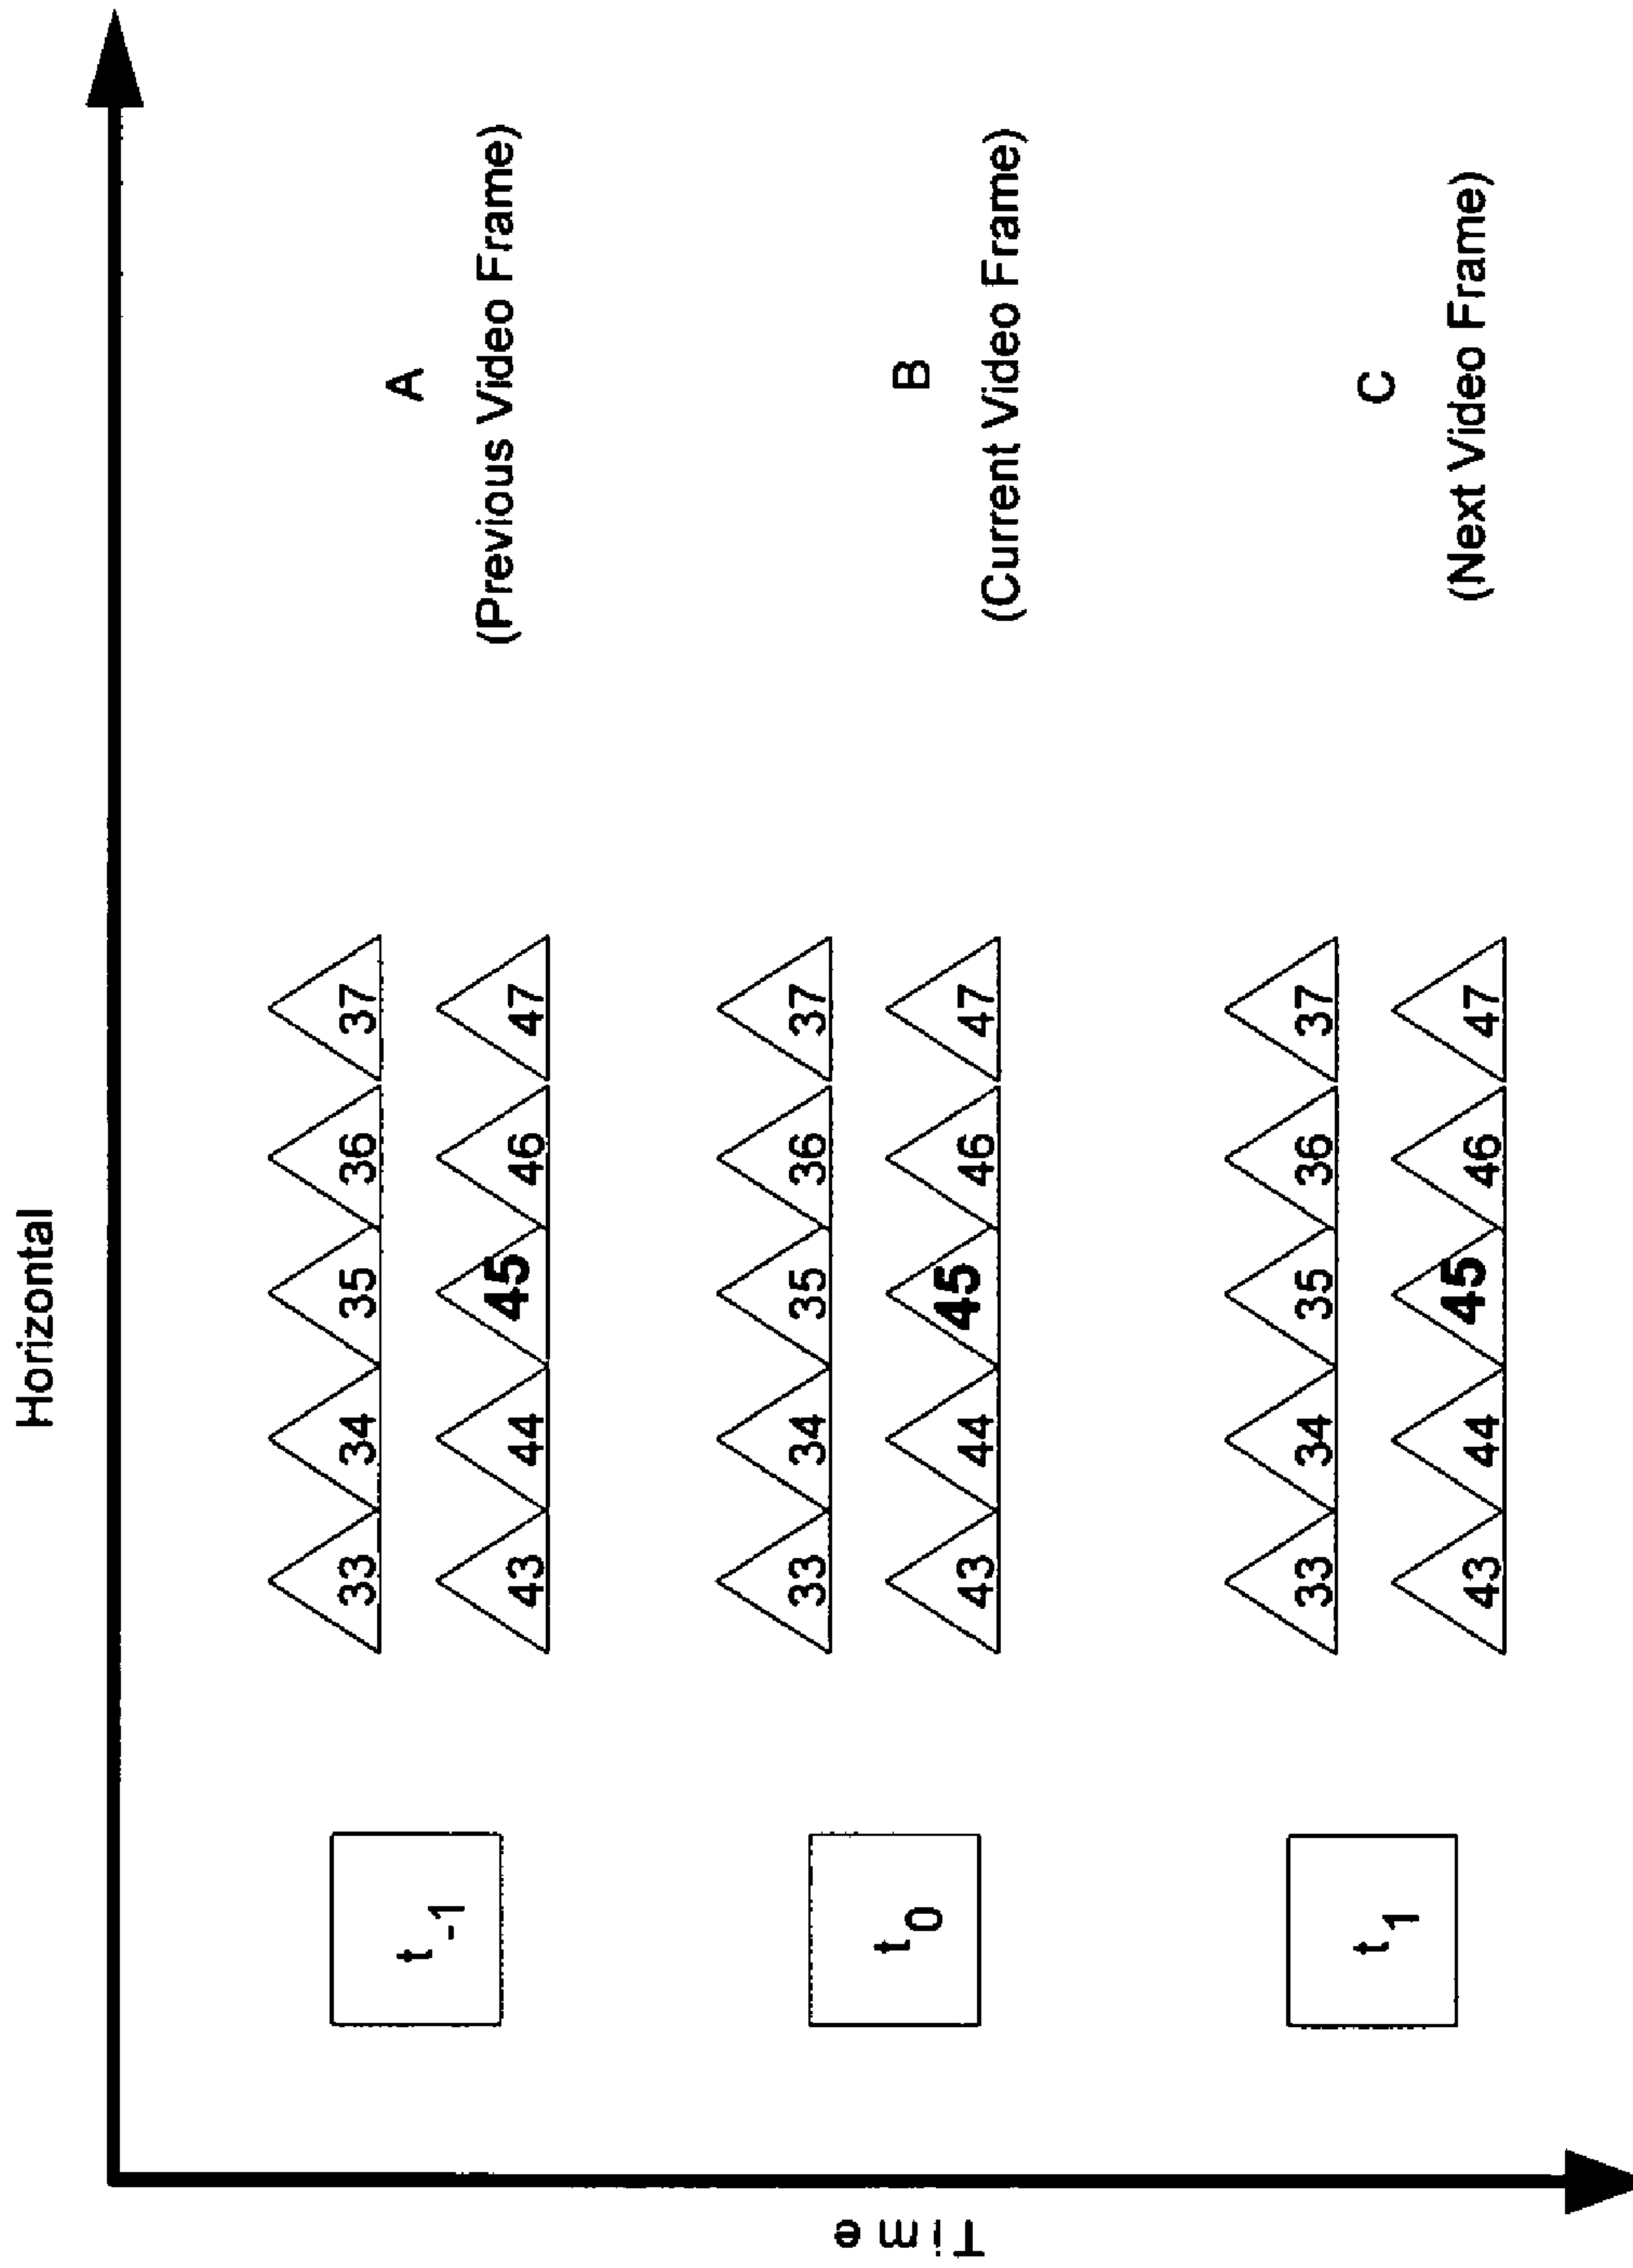 Horizontal
Time
t-1
33 34 35 36 37
43 44 45 46 47
A
(Previous Video Frame)
t0
33 34 35 36 37
43 44 45 46 47
B
(Current Video Frame)
t1
33 34 35 36 37
43 44 45 46 47
C
(Next Video Frame)